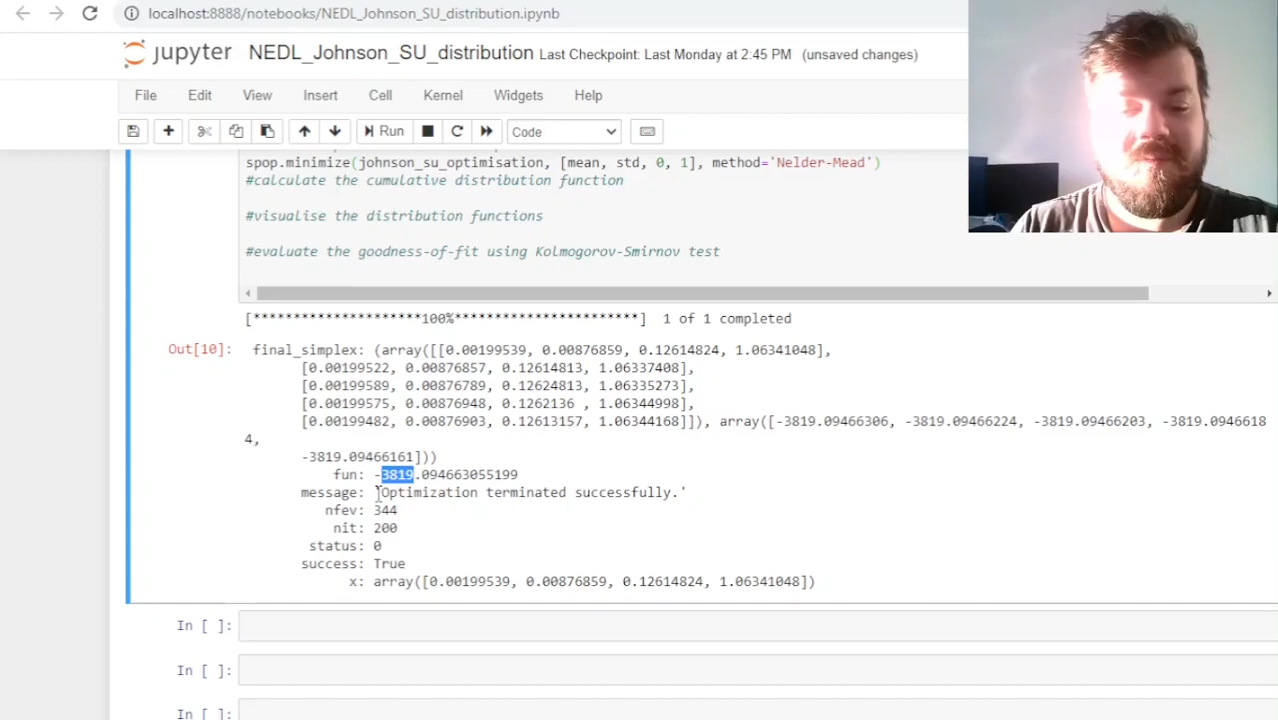 localhost:8888/notebooks/NEDL_Johnson_SU_distribution.ipynb
jupyter NEDL_Johnson_SU_distribution Last Checkpoint: Last Monday at 2:45 PM (unsaved changes)
File Edit View Insert Cell Kernel Widgets Help
Run Code
spop.minimize(johnson_su_optimisation, [mean, std, 0, 1], method='Nelder-Mead')
#calculate the cumulative distribution function
#visualise the distribution functions
#evaluate the goodness-of-fit using Kolmogorov-Smirnov test
[*********************100%***********************] 1 of 1 completed
Out[10]: final_simplex: (array([[0.00199539, 0.00876859, 0.12614824, 1.06341048],
[0.00199522, 0.00876857, 0.12614813, 1.06337408],
[0.00199589, 0.00876789, 0.12624813, 1.06335273],
[0.00199575, 0.00876948, 0.1262136 , 1.06344998],
[0.00199482, 0.00876903, 0.12613157, 1.06344168]]), array([-3819.09466306, -3819.09466224, -3819.09466203, -3819.0946618
4,
-3819.09466161]))
fun: -3819.094663055199
message: 'Optimization terminated successfully.'
nfev: 344
nit: 200
status: 0
success: True
x: array([0.00199539, 0.00876859, 0.12614824, 1.06341048])
In [ ]:
In [ ]:
In [ ]: